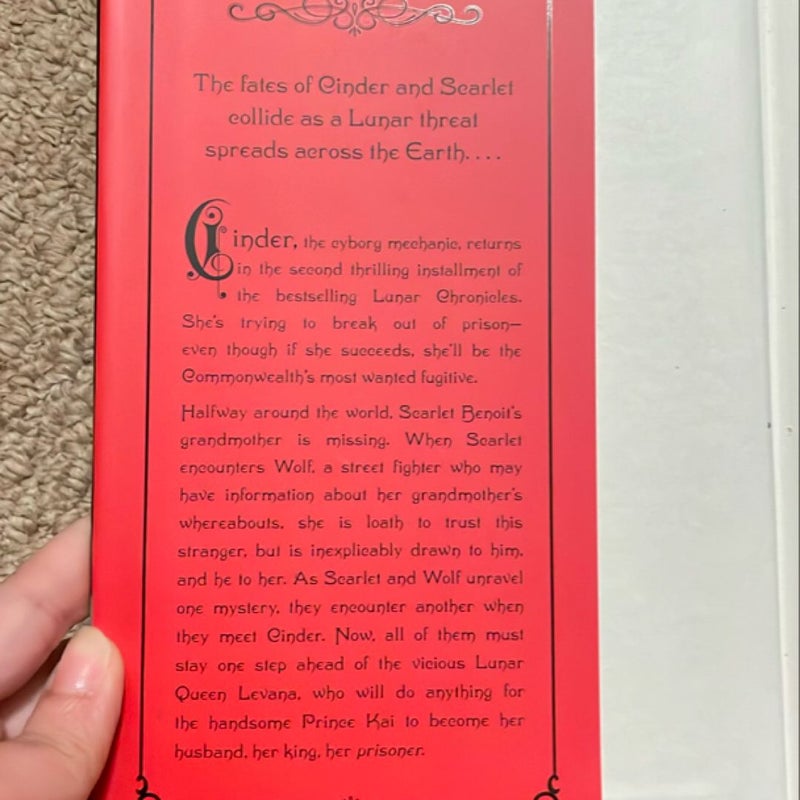 The fates of Cinder and Scarlet
collide as a Lunar threat
spreads across the Earth....
Cinder, the cyborg mechanic, returns
in the second thrilling installment of
the bestselling Lunar Chronicles.
She's trying to break out of prison—
even though if she succeeds, she'll be the
Commonwealth's most wanted fugitive.
Halfway around the world, Scarlet Benoit's
grandmother is missing. When Scarlet
encounters Wolf, a street fighter who may
have information about her grandmother's
whereabouts, she is loath to trust this
stranger, but is inexplicably drawn to him,
and he to her. As Scarlet and Wolf unravel
one mystery, they encounter another when
they meet Cinder. Now, all of them must
stay one step ahead of the vicious Lunar
Queen Levana, who will do anything for
the handsome Prince Kai to become her
husband, her king, her prisoner.